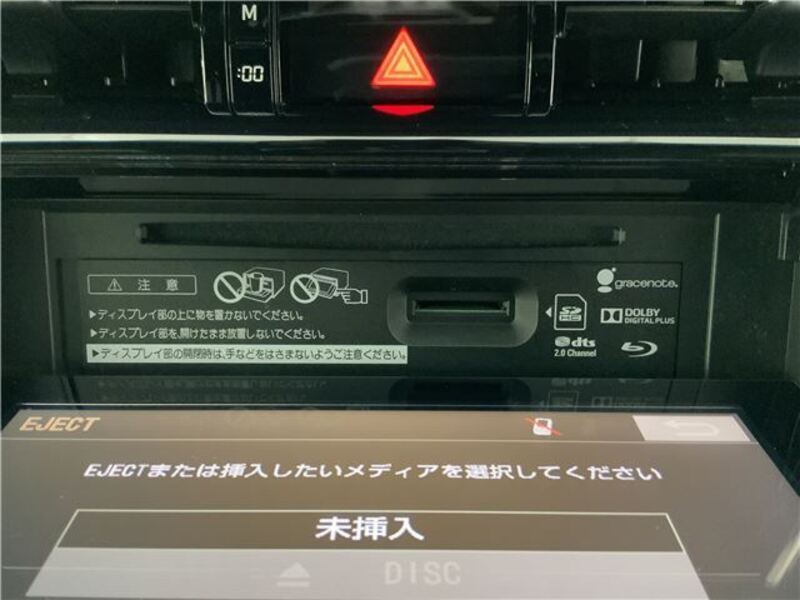 M
:00
⚠ 注意
▶ディスプレイ部の上に物を置かないでください。
▶ディスプレイ部を、開けたまま放置しないでください。
▶ディスプレイ部の開閉時は、手などをはさまないようご注意ください。
gracenote.
SD
HC
DOLBY
DIGITAL PLUS
dts
2.0 Channel
EJECT
EJECTまたは挿入したいメディアを選択してください
未挿入
DISC